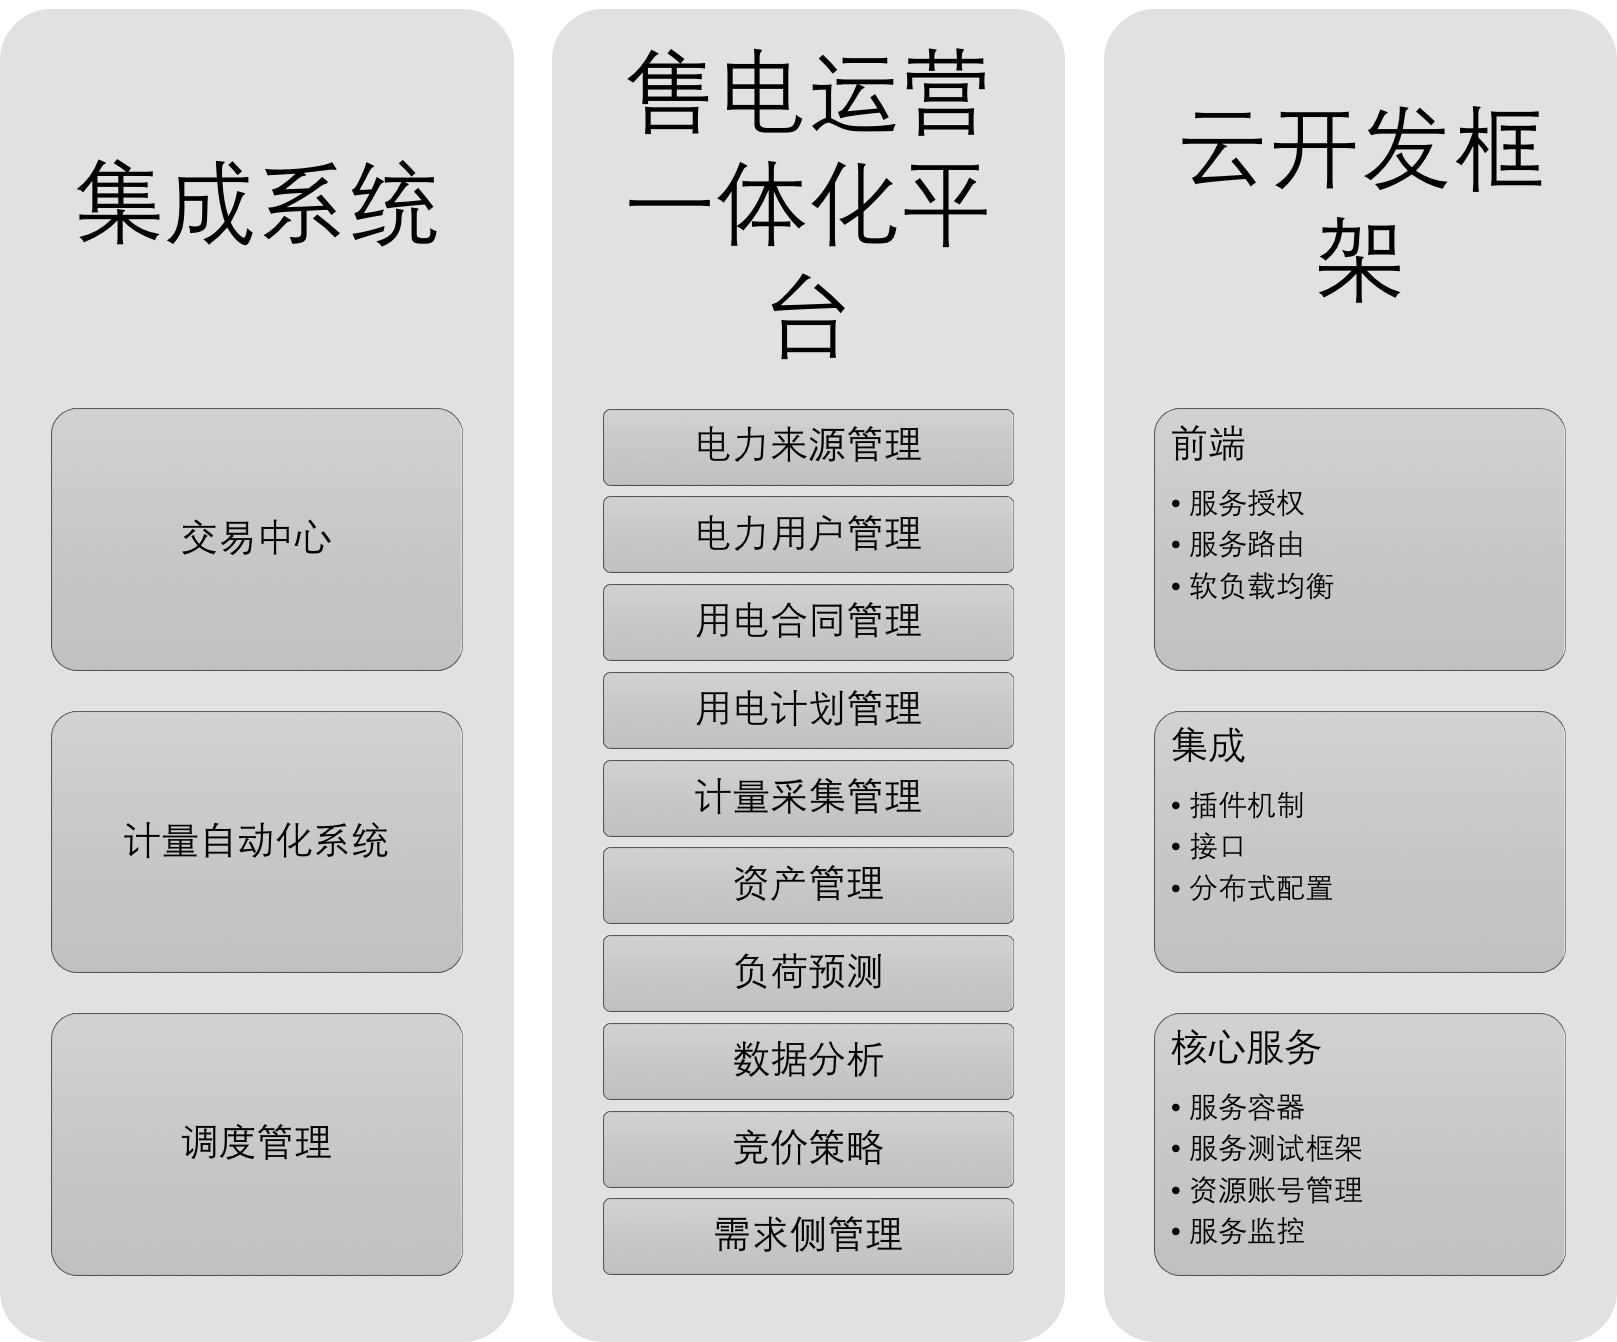 集成系统
交易中心
计量自动化系统
调度管理
售电运营
一体化平
台
电力来源管理
电力用户管理
用电合同管理
用电计划管理
计量采集管理
资产管理
负荷预测
数据分析
竞价策略
需求侧管理
云开发框
架
前端
• 服务授权
• 服务路由
• 软负载均衡
集成
• 插件机制
• 接口
• 分布式配置
核心服务
• 服务容器
• 服务测试框架
• 资源账号管理
• 服务监控